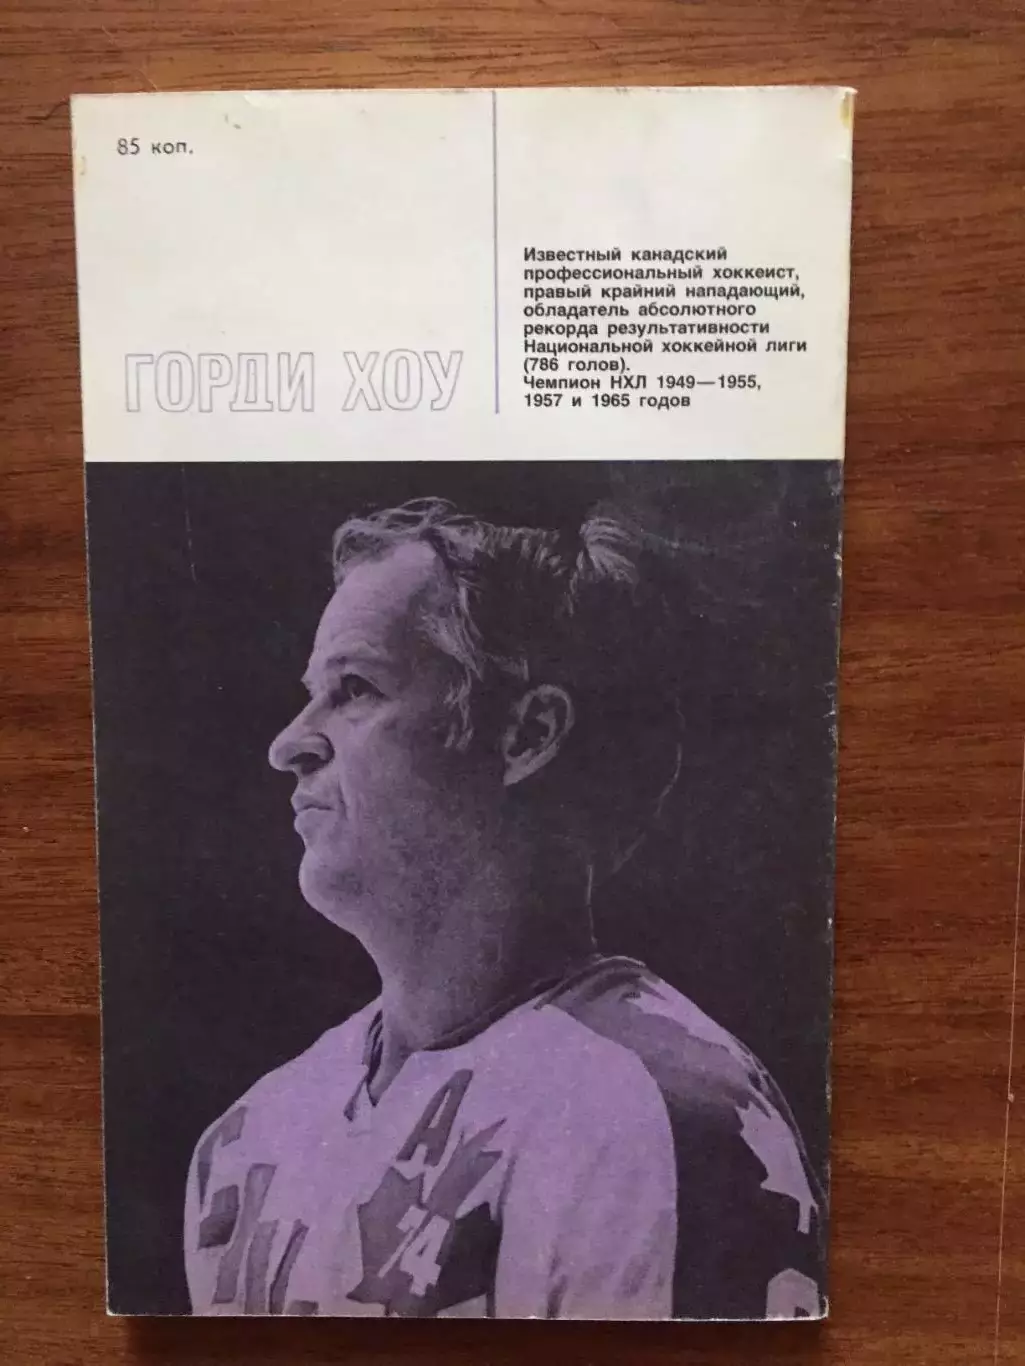 85 коп.
ГОРДИ ХОУ
Известный канадский
профессиональный хоккеист,
правый крайний нападающий,
обладатель абсолютного
рекорда результативности
Национальной хоккейной лиги
(786 голов).
Чемпион НХЛ 1949—1955,
1957 и 1965 годов
A
74